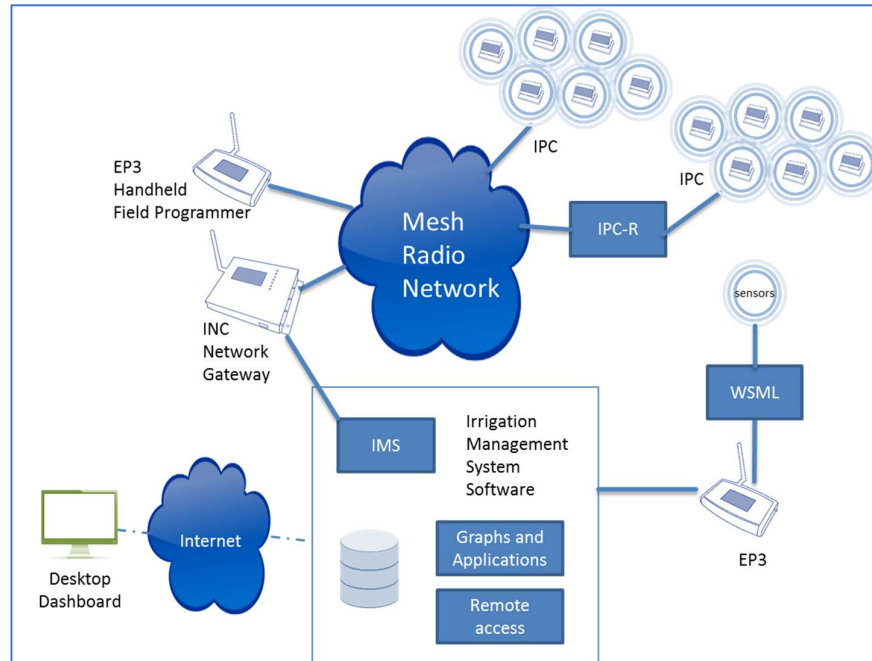 IPC
IPC
EP3
Handheld
Field Programmer
Mesh
Radio
Network
IPC-R
sensors
INC
Network
Gateway
WSML
IMS
Irrigation
Management
System
Software
Internet
Graphs and
Applications
EP3
Desktop
Dashboard
Remote
access